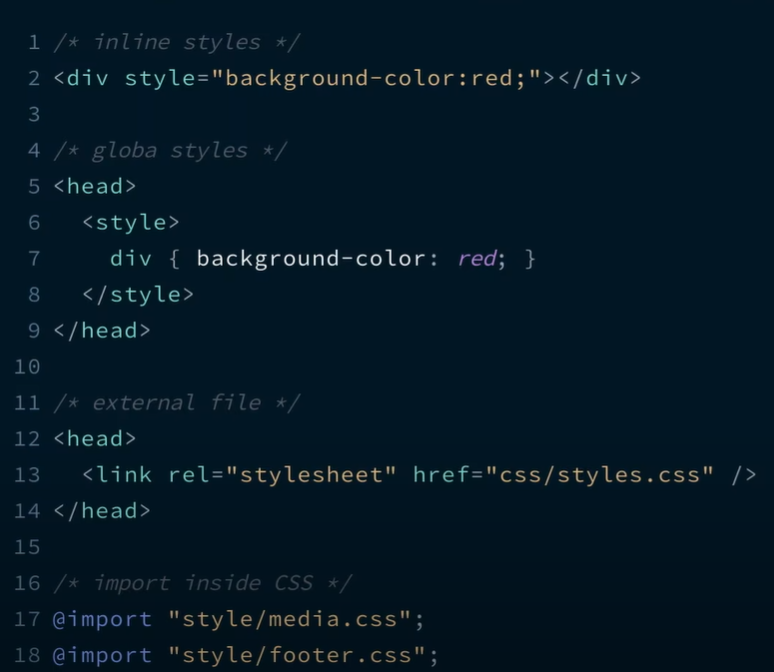 1 /* inline styles */
2 <div style="background-color:red;"></div>
3
4 /* globa styles */
5 <head>
6   <style>
7     div { background-color: red; }
8   </style>
9 </head>
10
11 /* external file */
12 <head>
13   <link rel="stylesheet" href="css/styles.css" />
14 </head>
15
16 /* import inside CSS */
17 @import "style/media.css";
18 @import "style/footer.css";